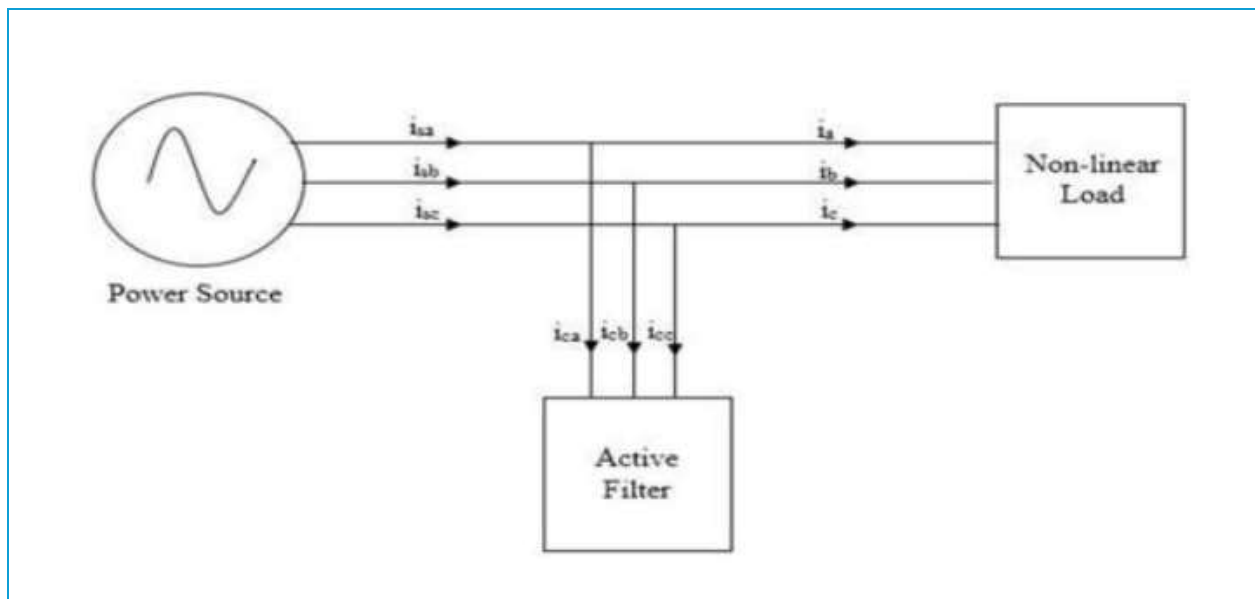 isa
ia
isb
ib
isc
ic
Non-linear
Load
Power Source
ica
icb
icc
Active
Filter